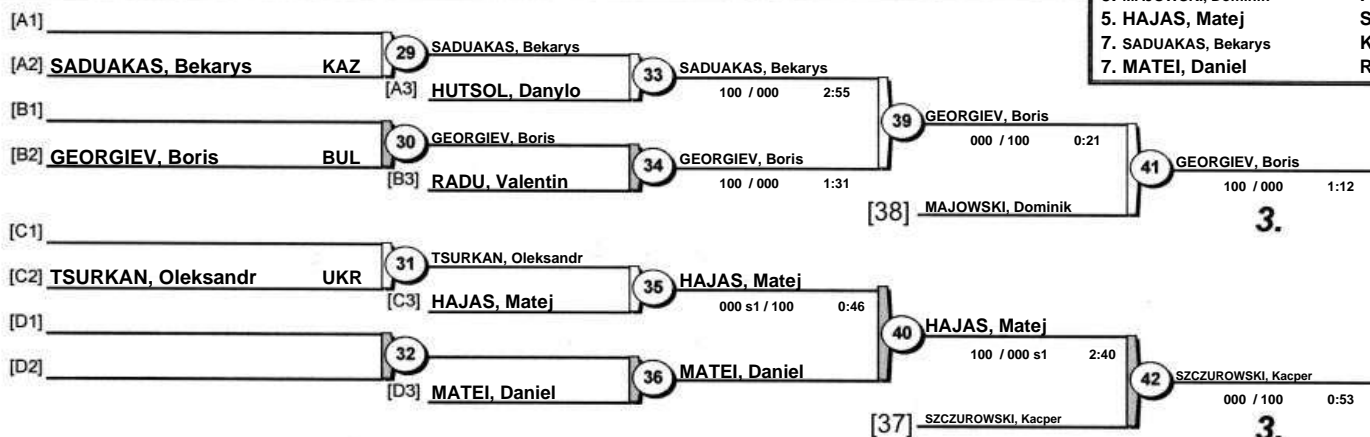 5. HAJAS, Matej S
7. SADUAKAS, Bekarys K
7. MATEI, Daniel R
[A1]
[A2] SADUAKAS, Bekarys KAZ
29 SADUAKAS, Bekarys
[A3] HUTSOL, Danylo
33 SADUAKAS, Bekarys
100 / 000 2:55
[B1]
[B2] GEORGIEV, Boris BUL
30 GEORGIEV, Boris
[B3] RADU, Valentin
34 GEORGIEV, Boris
100 / 000 1:31
39 GEORGIEV, Boris
000 / 100 0:21
[38] MAJOWSKI, Dominik
41 GEORGIEV, Boris
100 / 000 1:12
3.
[C1]
[C2] TSURKAN, Oleksandr UKR
31 TSURKAN, Oleksandr
[C3] HAJAS, Matej
35 HAJAS, Matej
000 s1 / 100 0:46
[D1]
[D2]
32
[D3] MATEI, Daniel
36 MATEI, Daniel
40 HAJAS, Matej
100 / 000 s1 2:40
[37] SZCZUROWSKI, Kacper
42 SZCZUROWSKI, Kacper
000 / 100 0:53
3.